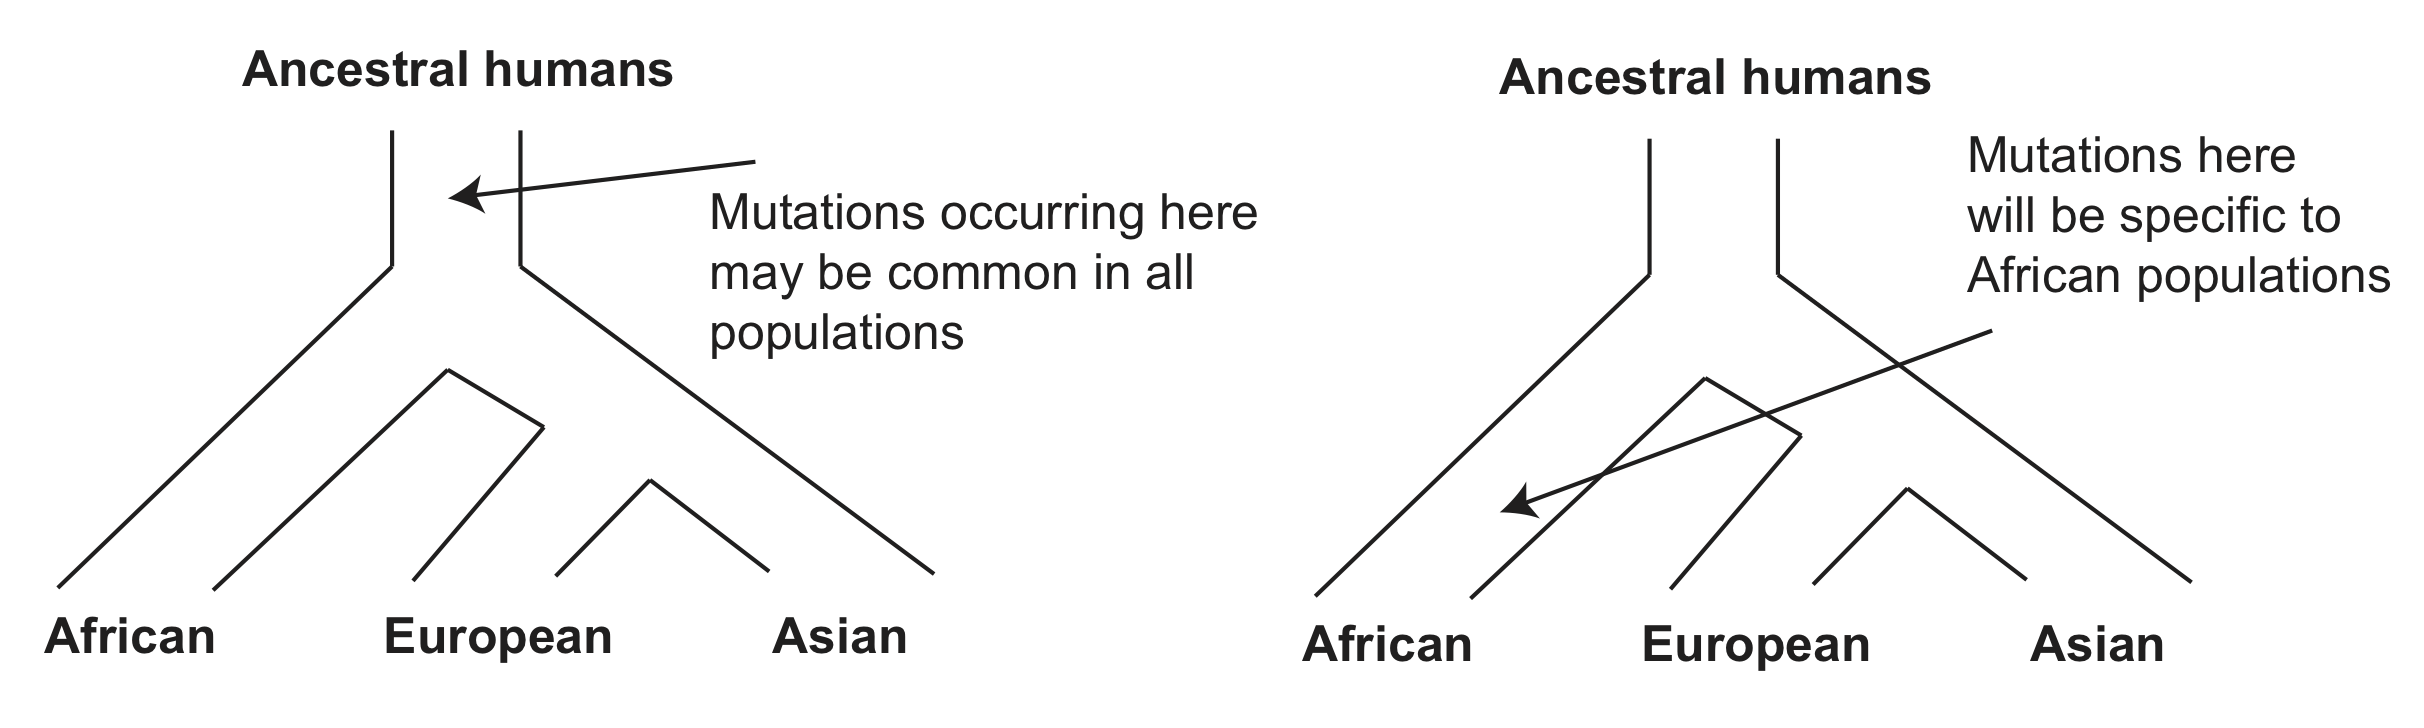 Ancestral humans
Mutations occurring here
may be common in all
populations
African
European
Asian
Ancestral humans
Mutations here
will be specific to
African populations
African
European
Asian